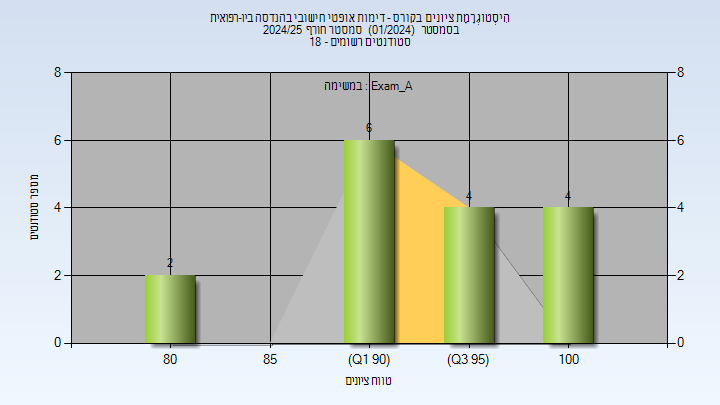 היסטוגְרָמַת ציונים בקורס - דימות אופטי חישובי בהנדסה ביו-רפואית
בסמסטר (01/2024) סמסטר חורף 2024/25
סטודנטים רשומים - 18
במשימה : Exam_A
8 8
6 6
4 4
2 2
0 0
2
6
4
4
80 85 (Q1 90) (Q3 95) 100
מספר סטודנטים
טווח ציונים